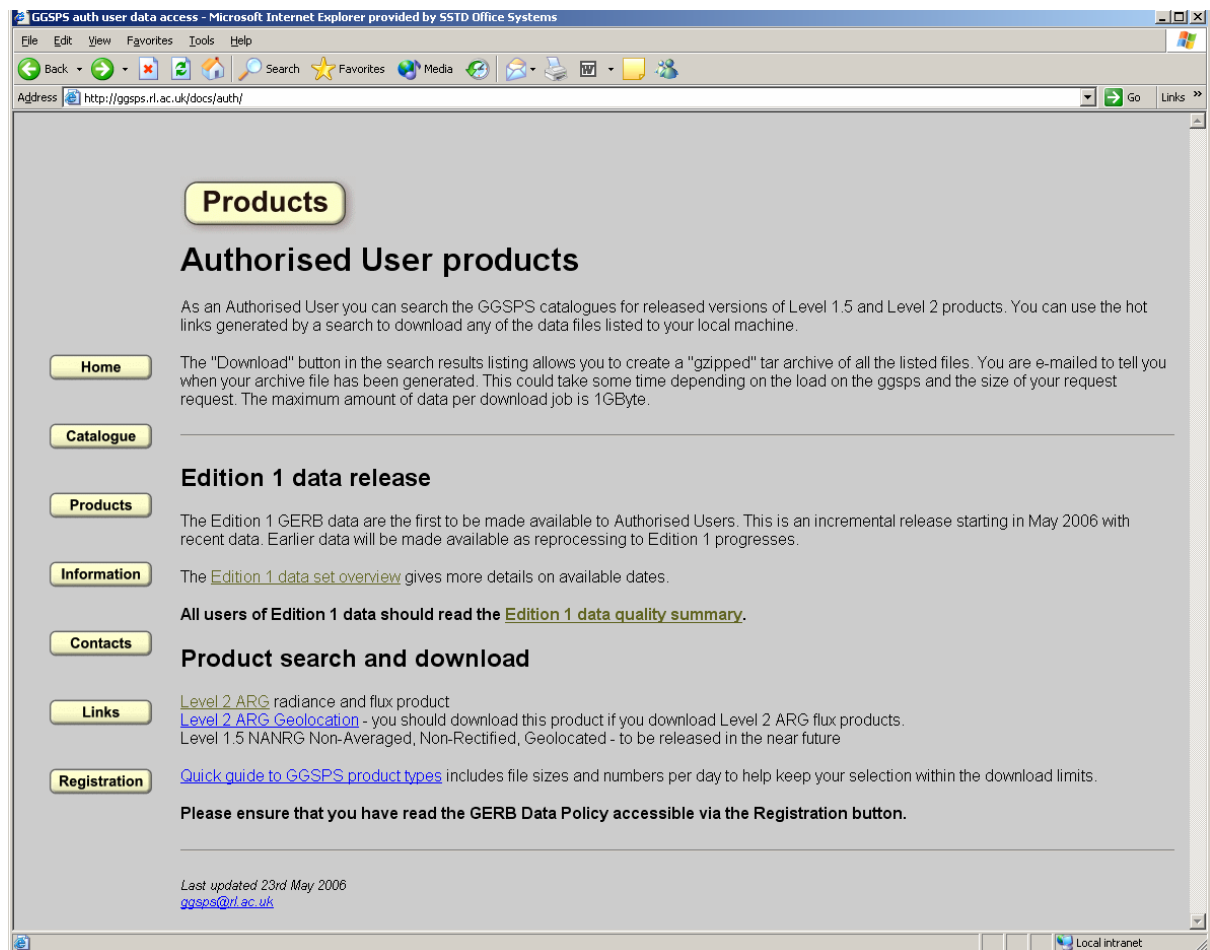 GGSPS auth user data access - Microsoft Internet Explorer provided by SSTD Office Systems
File Edit View Favorites Tools Help
Back Search Favorites Media
Address http://ggsps.rl.ac.uk/docs/auth/ Go Links »
Products
Authorised User products
As an Authorised User you can search the GGSPS catalogues for released versions of Level 1.5 and Level 2 products. You can use the hot
links generated by a search to download any of the data files listed to your local machine.
Home
The "Download" button in the search results listing allows you to create a "gzipped" tar archive of all the listed files. You are e-mailed to tell you
when your archive file has been generated. This could take some time depending on the load on the ggsps and the size of your request
request. The maximum amount of data per download job is 1GByte.
Catalogue
Edition 1 data release
Products
The Edition 1 GERB data are the first to be made available to Authorised Users. This is an incremental release starting in May 2006 with
recent data. Earlier data will be made available as reprocessing to Edition 1 progresses.
Information
The Edition 1 data set overview gives more details on available dates.
All users of Edition 1 data should read the Edition 1 data quality summary.
Contacts
Product search and download
Level 2 ARG radiance and flux product
Links
Level 2 ARG Geolocation - you should download this product if you download Level 2 ARG flux products.
Level 1.5 NANRG Non-Averaged, Non-Rectified, Geolocated - to be released in the near future
Registration
Quick guide to GGSPS product types includes file sizes and numbers per day to help keep your selection within the download limits.
Please ensure that you have read the GERB Data Policy accessible via the Registration button.
Last updated 23rd May 2006
ggsps@rl.ac.uk
Local intranet